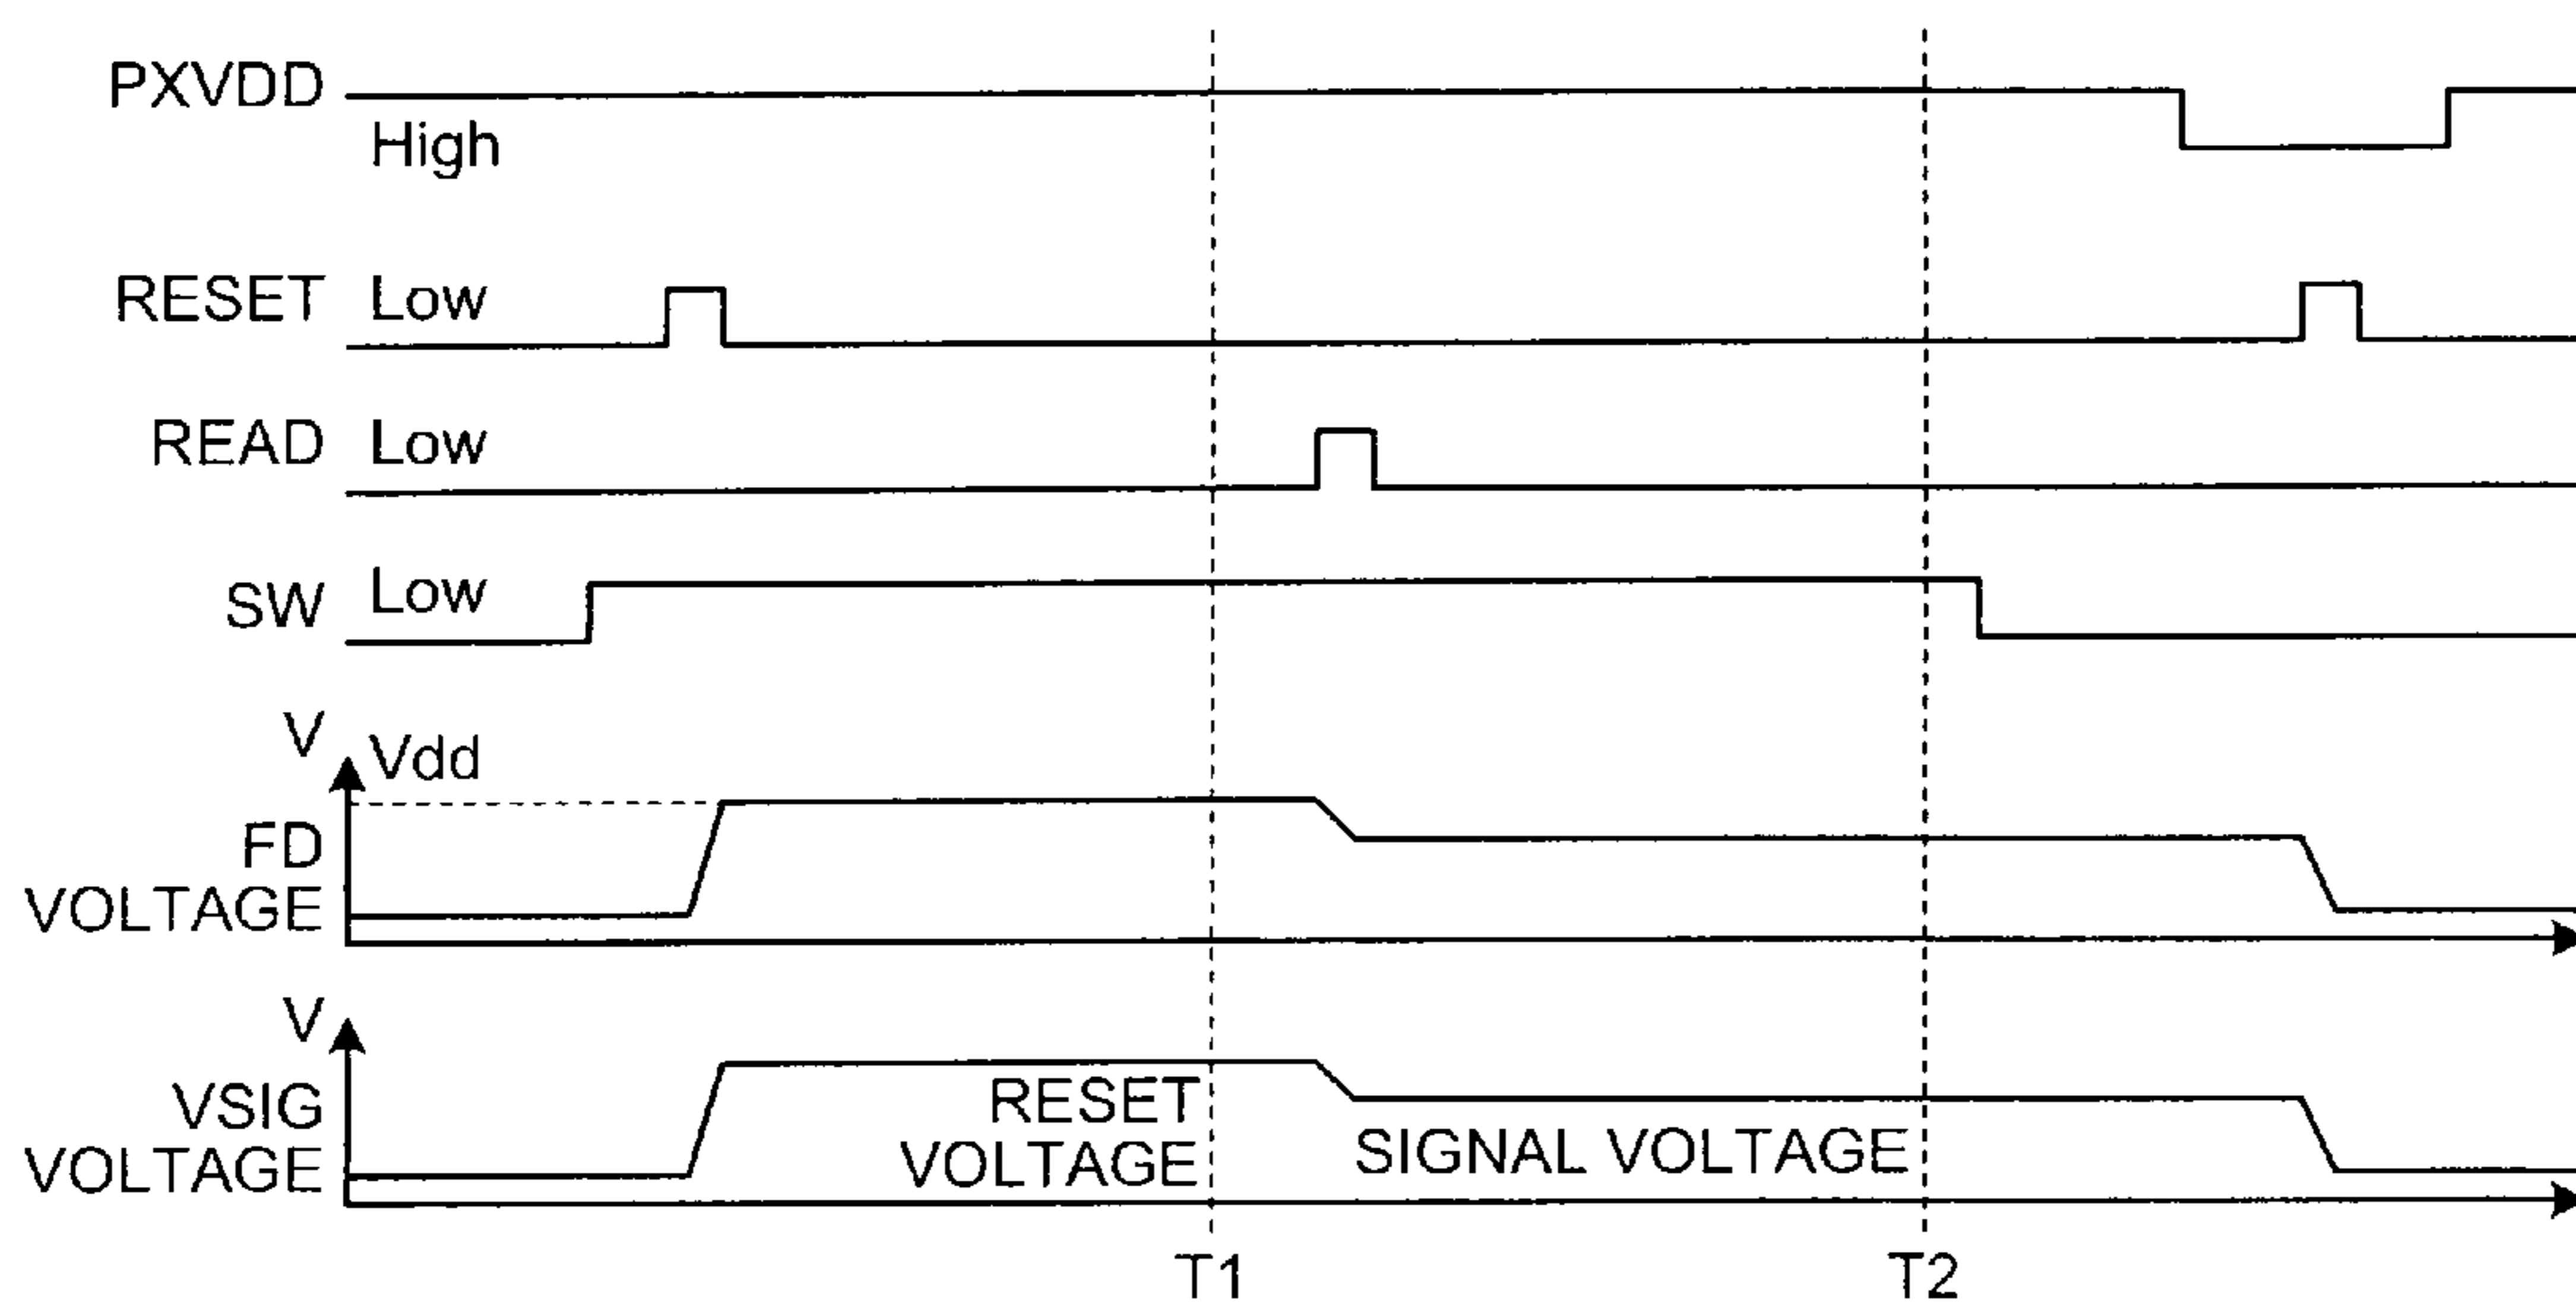 PXVDD
High
RESET Low
READ Low
SW Low
V
Vdd
FD
VOLTAGE
V
VSIG
VOLTAGE
RESET
VOLTAGE
SIGNAL VOLTAGE
T1
T2